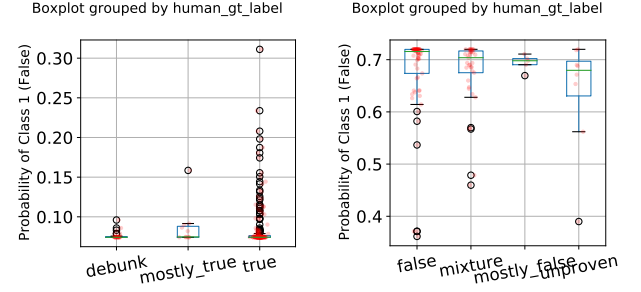 Boxplot grouped by human_gt_label
Probability of Class 1 (False)
0.30
0.25
0.20
0.15
0.10
debunk
mostly_true
true
Boxplot grouped by human_gt_label
Probability of Class 1 (False)
0.7
0.6
0.5
0.4
false
mixture
mostly_false
unproven